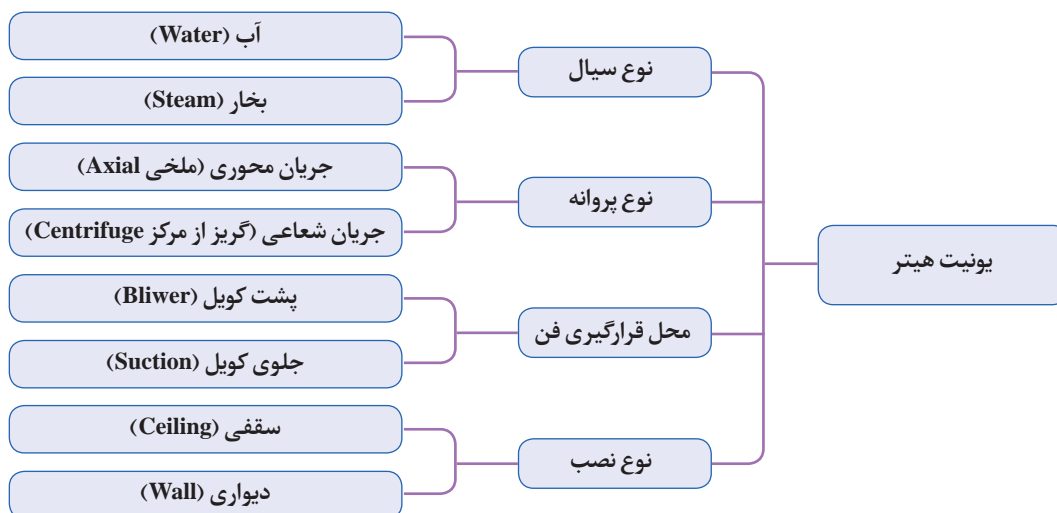 یونیت هیتر
نوع سیال
آب (Water)
بخار (Steam)
نوع پروانه
جریان محوری (ملخی Axial)
جریان شعاعی (گریز از مرکز Centrifuge)
محل قرارگیری فن
پشت کویل (Bliwer)
جلوی کویل (Suction)
نوع نصب
سقفی (Ceiling)
دیواری (Wall)